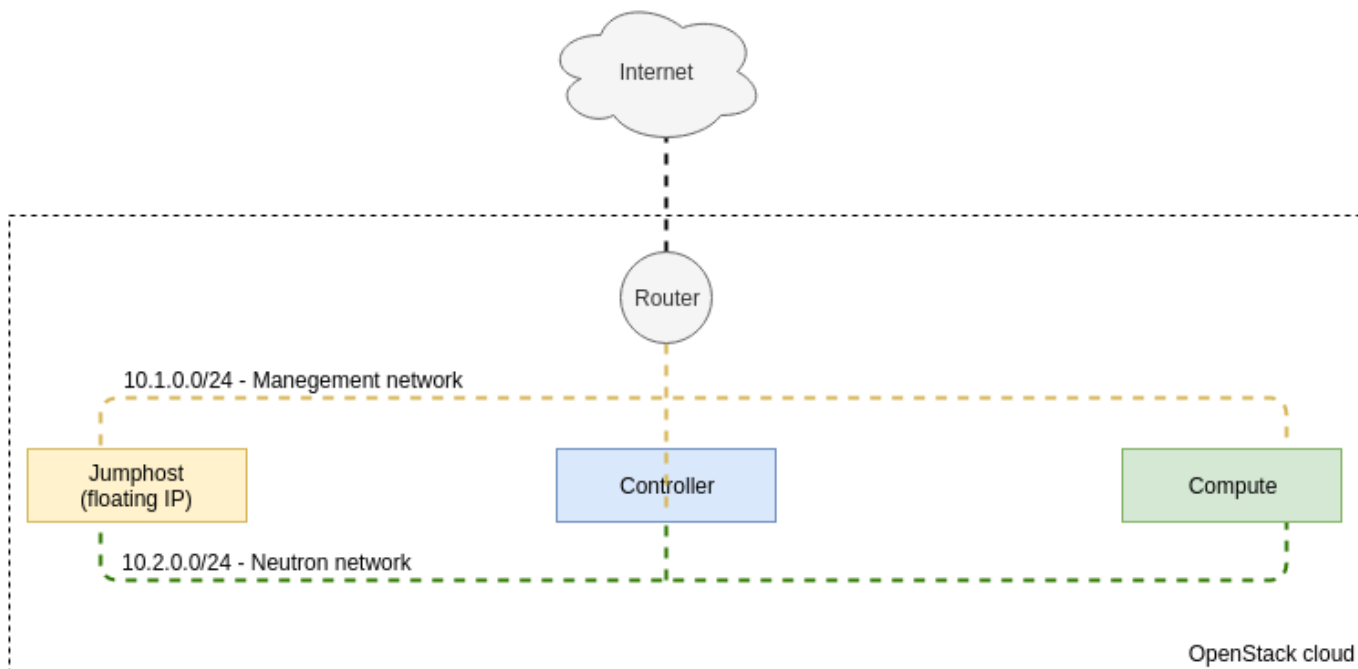 Internet
Router
10.1.0.0/24 - Manegement network
Jumphost
(floating IP)
Controller
Compute
10.2.0.0/24 - Neutron network
OpenStack cloud